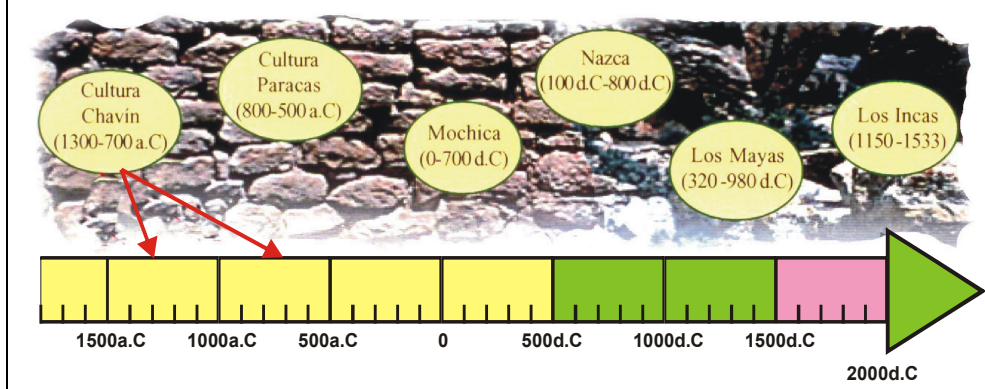 Cultura
Chavín
(1300-700 a.C)
Cultura
Paracas
(800-500 a.C)
Mochica
(0-700 d.C)
Nazca
(100 d.C-800 d.C)
Los Mayas
(320 -980 d.C)
Los Incas
(1150 -1533)
1500a.C 1000a.C 500a.C 0 500d.C 1000d.C 1500d.C
2000d.C